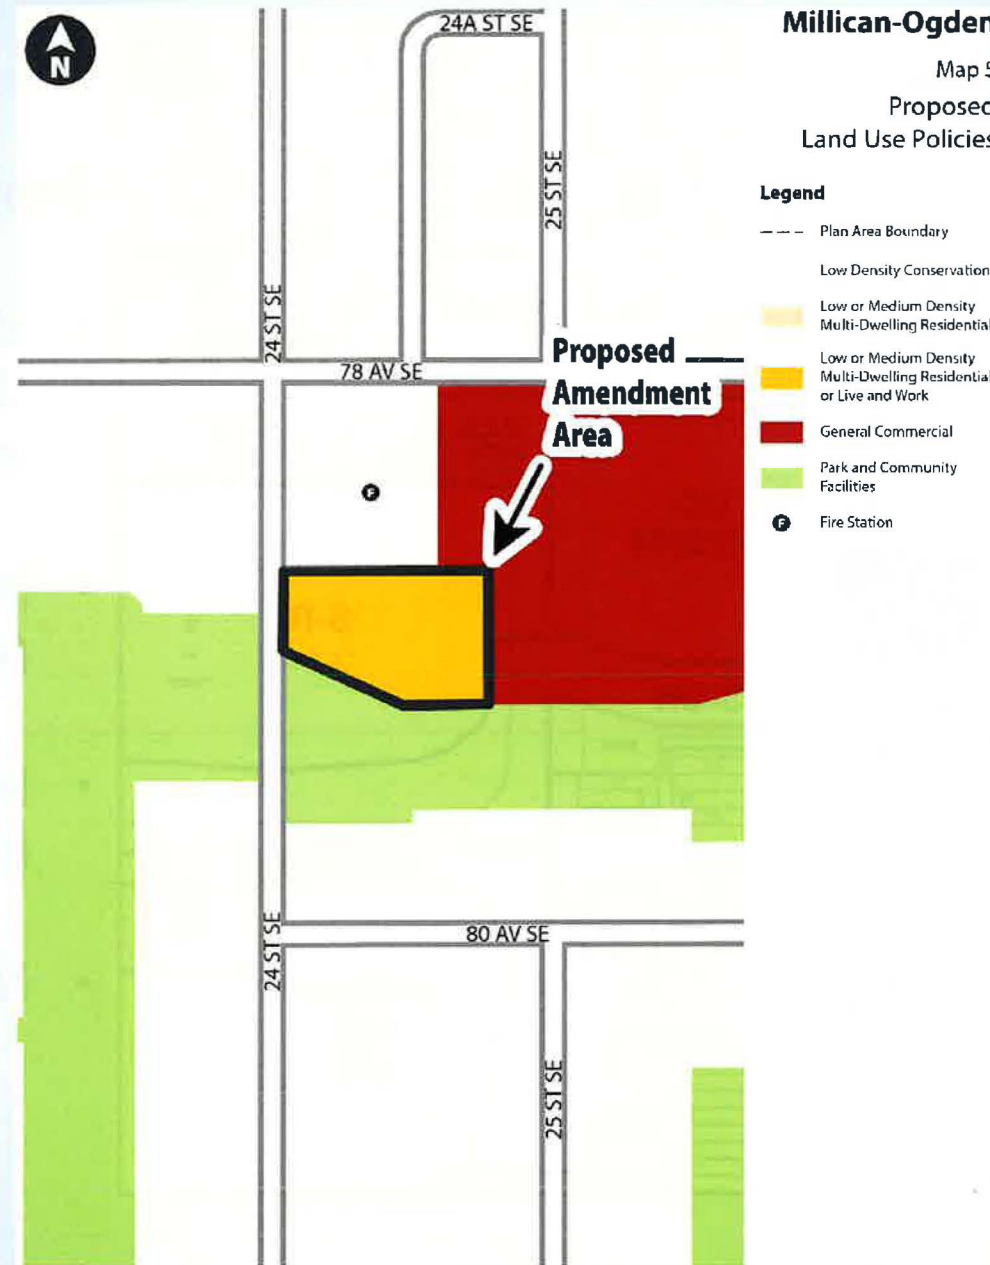 N
24A ST SE
Millican-Ogden
Map 5
Proposed
Land Use Policies
25 ST SE
Legend
Plan Area Boundary
Low Density Conservation
Low or Medium Density
Multi-Dwelling Residential
Low or Medium Density
Multi-Dwelling Residential
or Live and Work
General Commercial
Park and Community
Facilities
F
Fire Station
24 ST SE
78 AV SE
Proposed
Amendment
Area
F
24 ST SE
80 AV SE
25 ST SE